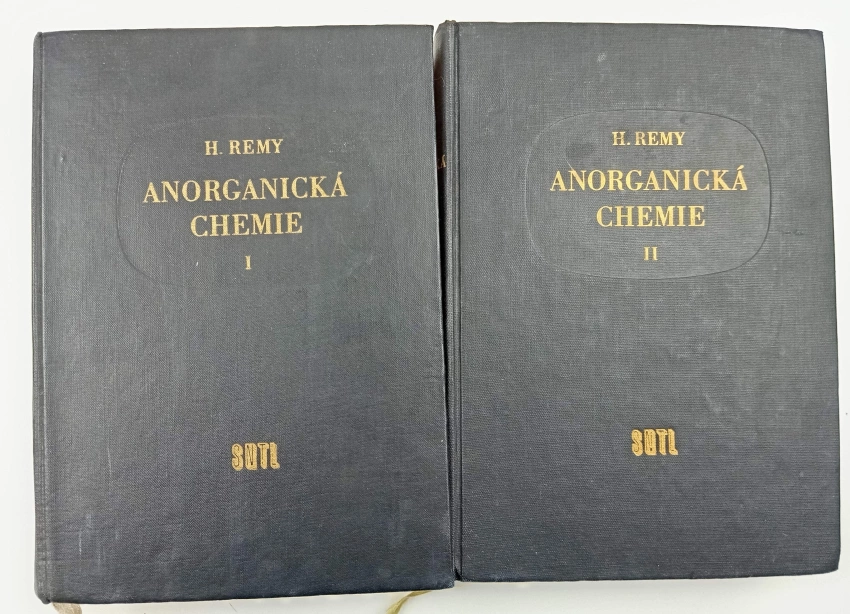 H. REMY
ANORGANICKÁ
CHEMIE
I
SNTL
H. REMY
ANORGANICKÁ
CHEMIE
II
SNTL